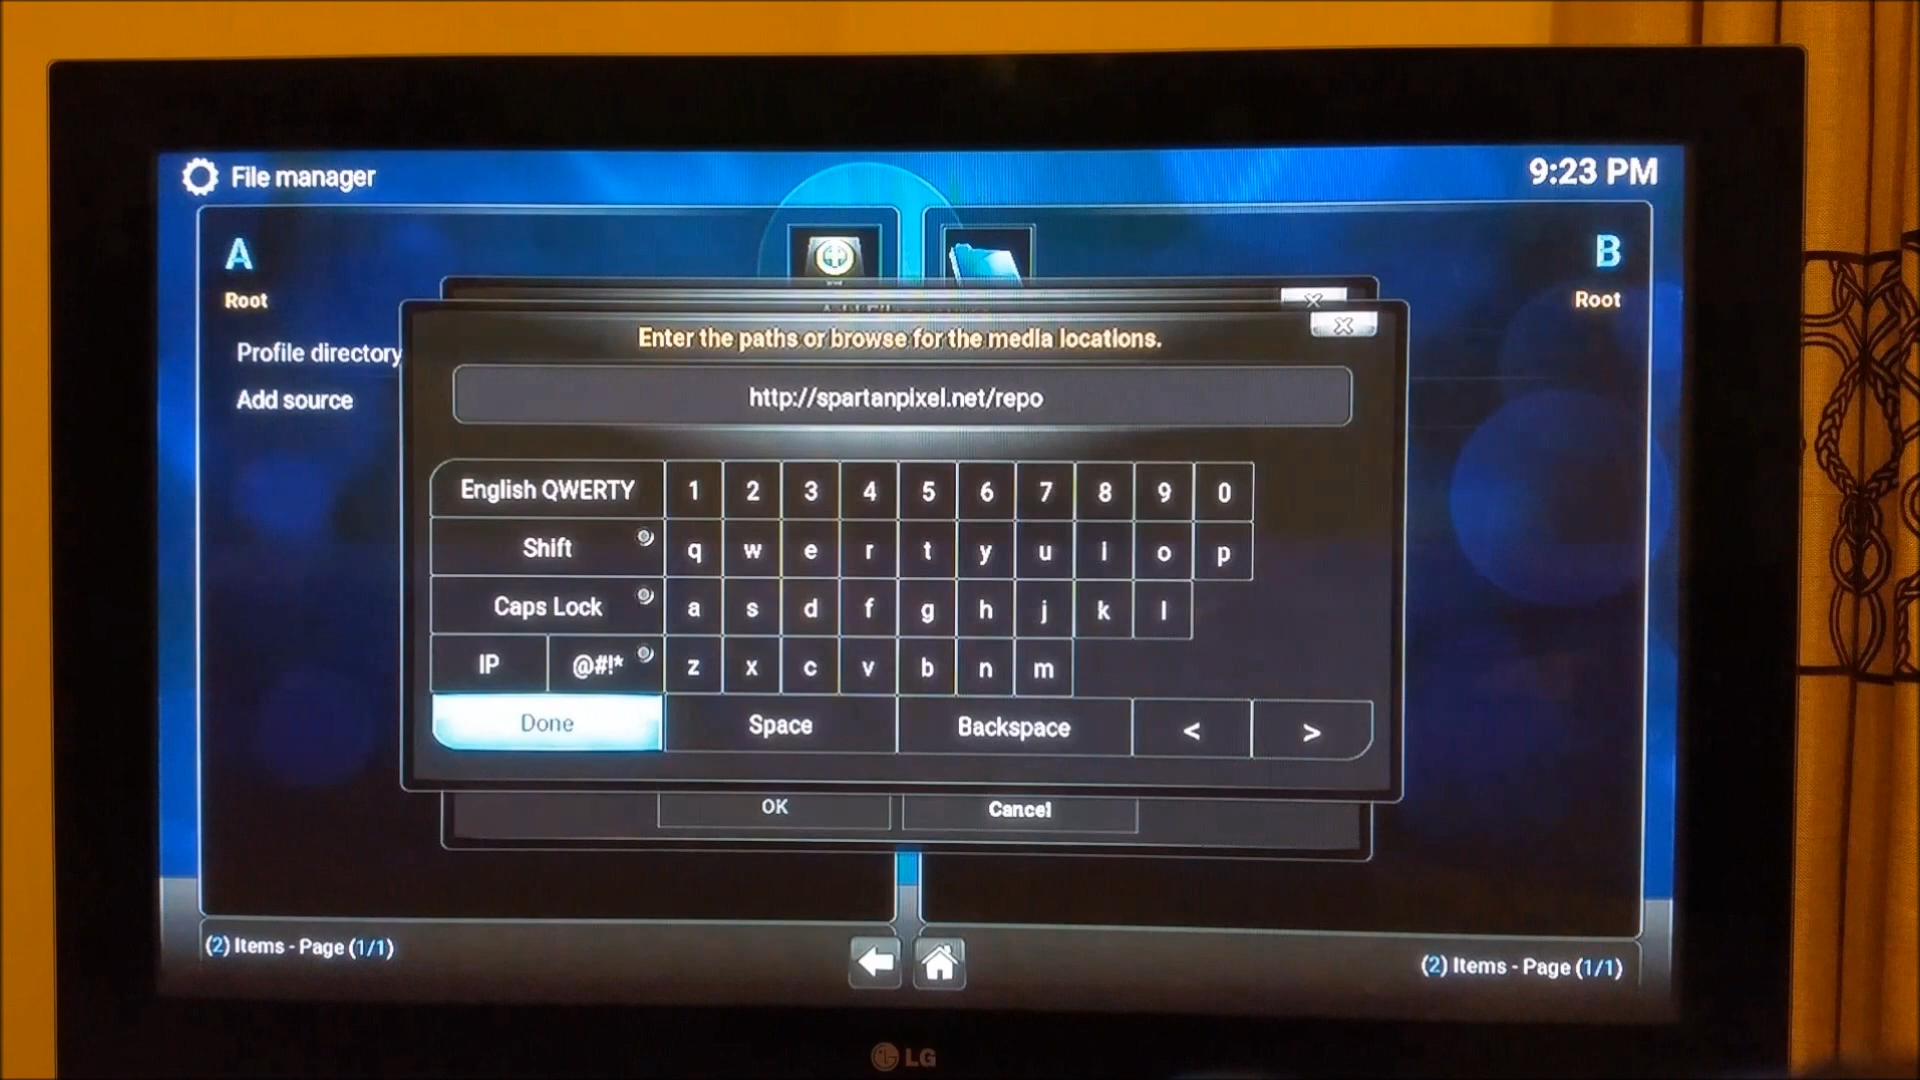 File manager
9:23 PM
A
B
Root
Root
Profile directory
Add source
Enter the paths or browse for the media locations.
http://spartanpixel.net/repo
English QWERTY 1 2 3 4 5 6 7 8 9 0
Shift q w e r t y u i o p
Caps Lock a s d f g h j k l
IP @#!* z x c v b n m
Done Space Backspace < >
OK Cancel
(2) Items - Page (1/1)
(2) Items - Page (1/1)
LG